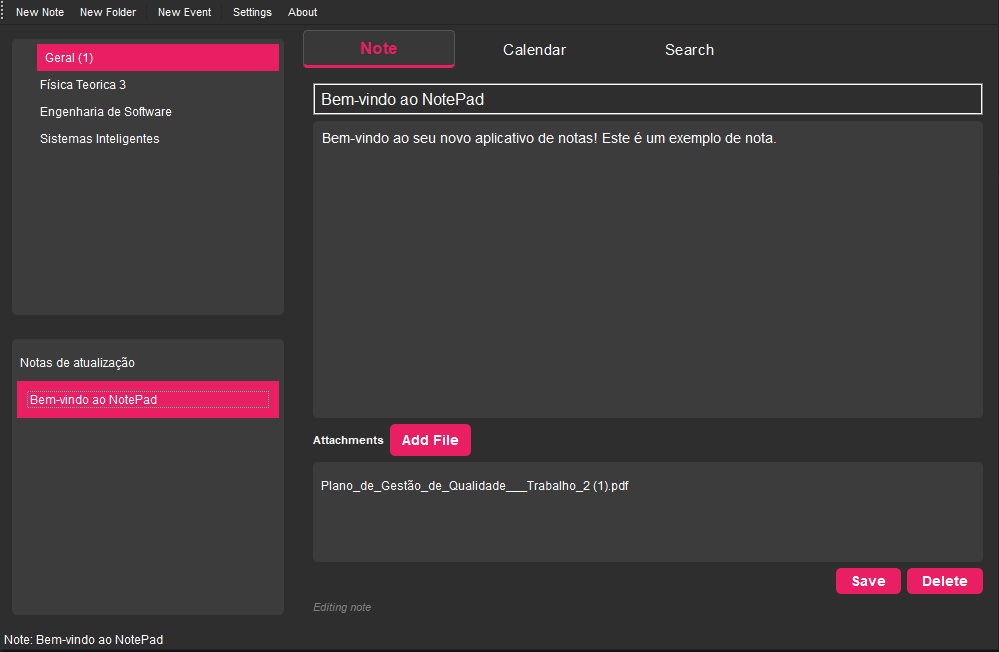 New Note New Folder New Event Settings About
Geral (1)
Física Teorica 3
Engenharia de Software
Sistemas Inteligentes
Notas de atualização
Bem-vindo ao NotePad
Note Calendar Search
Bem-vindo ao NotePad
Bem-vindo ao seu novo aplicativo de notas! Este é um exemplo de nota.
Attachments Add File
Plano_de_Gestão_de_Qualidade___Trabalho_2 (1).pdf
Save Delete
Editing note
Note: Bem-vindo ao NotePad